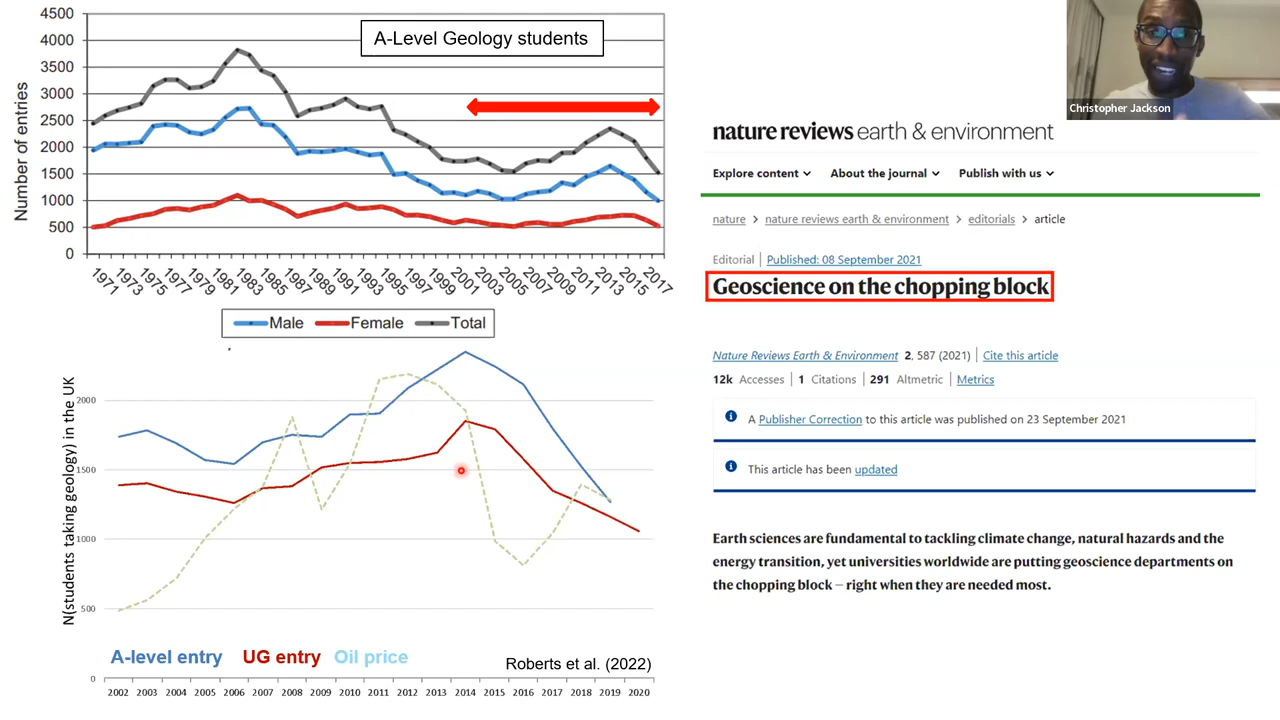 4500
4000
3500
3000
2500
2000
1500
1000
500
0
Number of entries
A-Level Geology students
1971
1973
1975
1977
1979
1981
1983
1985
1987
1989
1991
1993
1995
1997
1999
2001
2003
2005
2007
2009
2011
2013
2015
2017
Male Female Total
N(students taking geology) in the UK
2000
1500
1000
500
0
A-level entry UG entry Oil price
Roberts et al. (2022)
2002 2003 2004 2005 2006 2007 2008 2009 2010 2011 2012 2013 2014 2015 2016 2017 2018 2019 2020
Christopher Jackson
nature reviews earth & environment
Explore content About the journal Publish with us
nature > nature reviews earth & environment > editorials > article
Editorial | Published: 08 September 2021
Geoscience on the chopping block
Nature Reviews Earth & Environment 2, 587 (2021) | Cite this article
12k Accesses | 1 Citations | 291 Altmetric | Metrics
A Publisher Correction to this article was published on 23 September 2021
This article has been updated
Earth sciences are fundamental to tackling climate change, natural hazards and the
energy transition, yet universities worldwide are putting geoscience departments on
the chopping block – right when they are needed most.